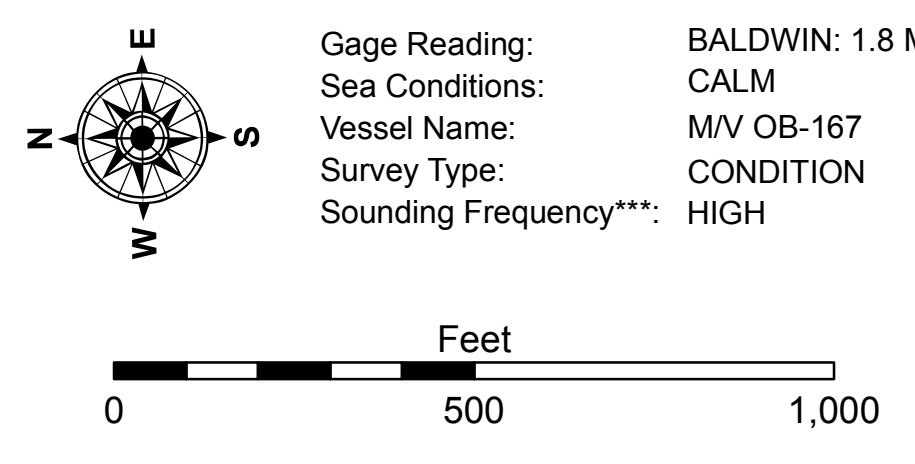 E
N
S
W
Gage Reading: BALDWIN: 1.8
Sea Conditions: CALM
Vessel Name: M/V OB-167
Survey Type: CONDITION
Sounding Frequency***: HIGH
Feet
0 500 1,000